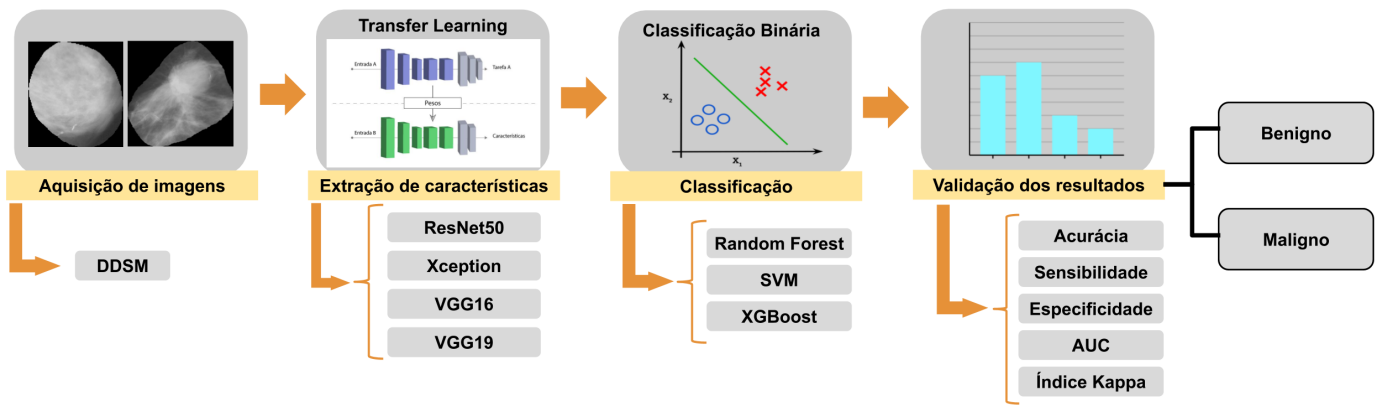 Transfer Learning
Entrada A
Tarefa A
Pesos
Entrada B
Características
Classificação Binária
X2
X1
Aquisição de imagens
Extração de características
Classificação
Validação dos resultados
DDSM
ResNet50
Xception
VGG16
VGG19
Random Forest
SVM
XGBoost
Acurácia
Sensibilidade
Especificidade
AUC
Índice Kappa
Benigno
Maligno